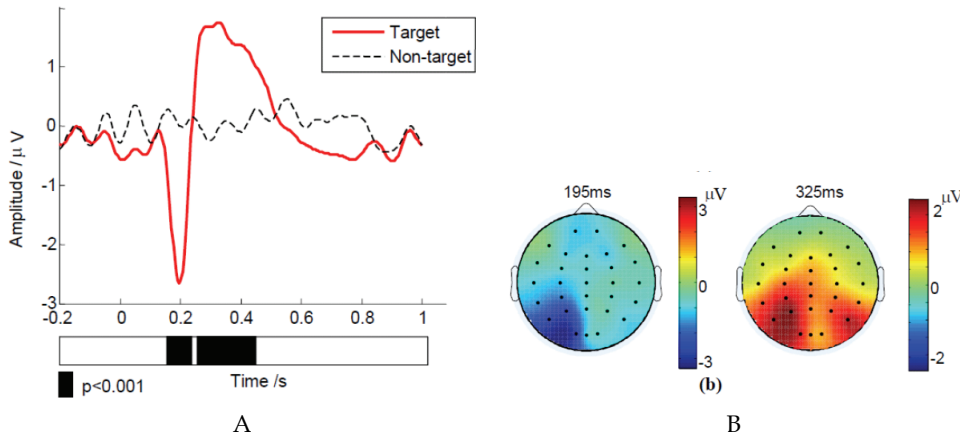 Target
Non-target
Amplitude / μ V
1
0
-1
-2
-3
-0.2 0 0.2 0.4 0.6 0.8 1
p<0.001
Time /s
A
195ms
μV
3
0
-3
325ms
μV
2
0
-2
(b)
B